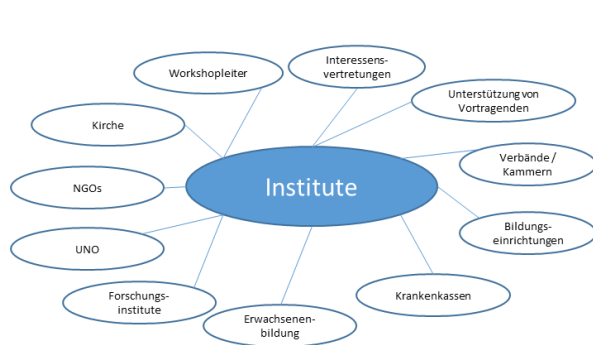 Interessens-
vertretungen
Workshopleiter
Unterstützung von
Vortragenden
Kirche
Verbände /
Kammern
Institute
NGOs
Bildungs-
einrichtungen
UNO
Forschungs-
institute
Krankenkassen
Erwachsenen-
bildung